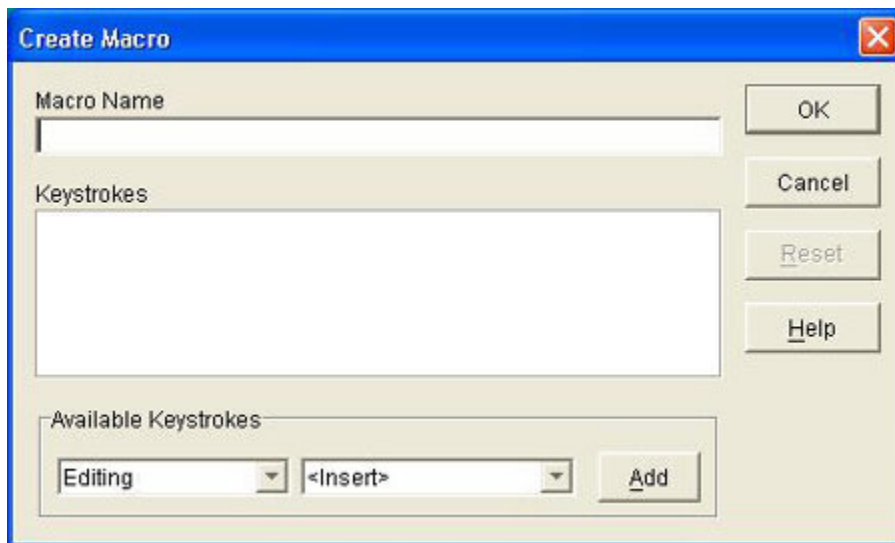 Create Macro
Macro Name
OK
Cancel
Keystrokes
Reset
Help
Available Keystrokes
Editing <Insert> Add